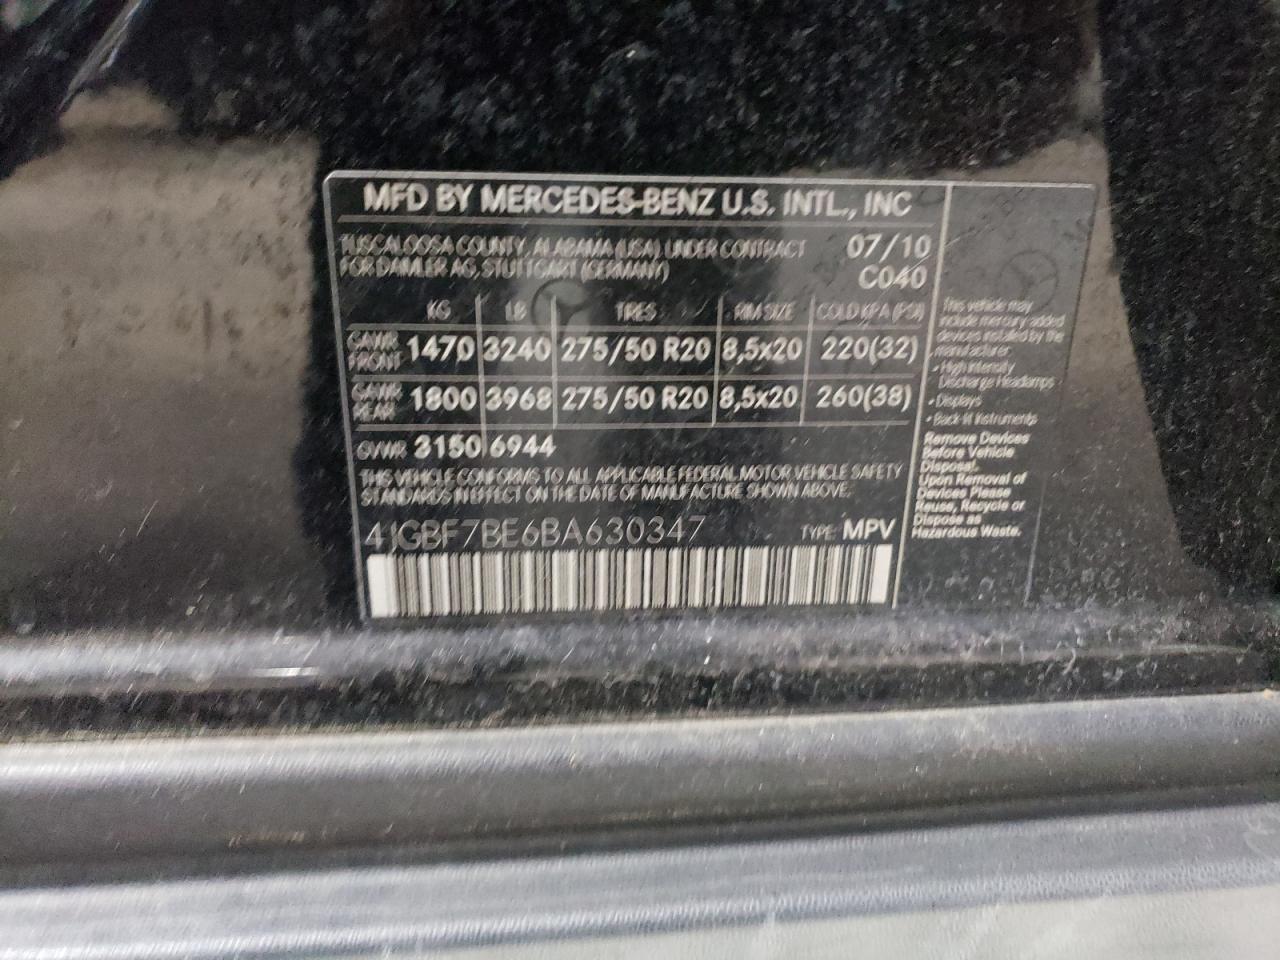 MFD BY MERCEDES-BENZ U.S. INTL., INC
TUSCALOOSA COUNTY, ALABAMA (USA), UNDER CONTRACT 07/10
FOR DAIMLER AG, STUTTGART (GERMANY) C040
KG LB TIRES RIM SIZE COLD KPA (PSI)
GAWR FRONT 1470 3240 275/50 R20 8,5x20 220(32)
GAWR REAR 1800 3968 275/50 R20 8,5x20 260(38)
GVWR 3150 6944
THIS VEHICLE CONFORMS TO ALL APPLICABLE FEDERAL MOTOR VEHICLE SAFETY
STANDARDS IN EFFECT ON THE DATE OF MANUFACTURE SHOWN ABOVE.
4JGBF7BE6BA630347 TYPE: MPV
This vehicle may
include mercury added
devices installed by the
manufacturer:
• High Intensity
Discharge Headlamps
• Displays
• Back-lit Instruments
Remove Devices
Before Vehicle
Disposal.
Upon Removal of
Devices Please
Reuse, Recycle or
Dispose as
Hazardous Waste.